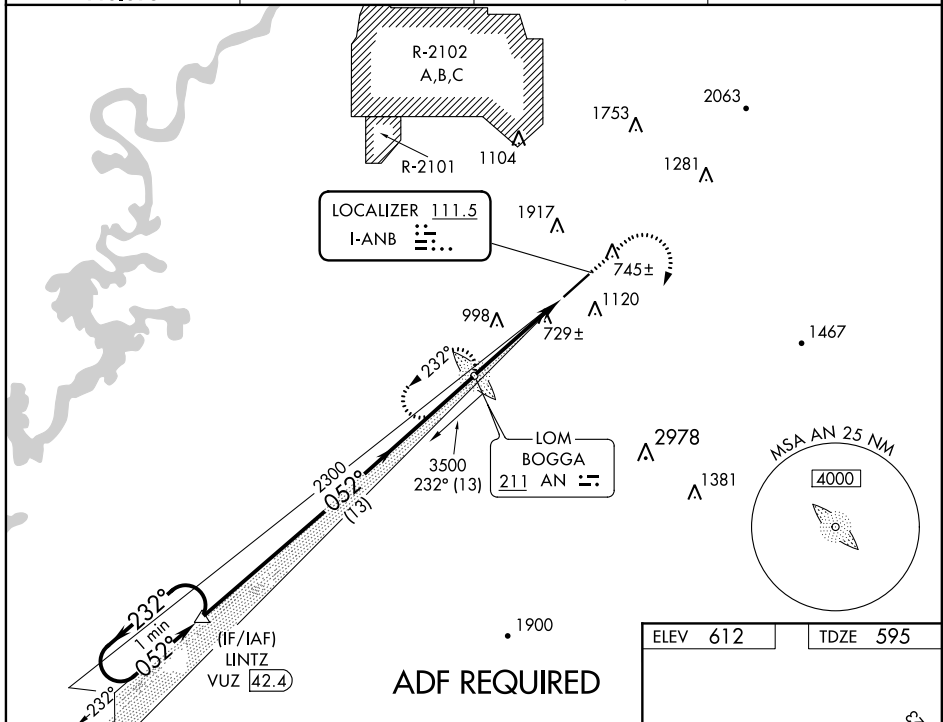 R-2102
A,B,C
R-2101
1104
1753
2063
1281
LOCALIZER 111.5
I-ANB
1917
745±
1120
998
729±
1467
232°
LOM
BOGGA
211 AN
3500
232° (13)
2978
1381
MSA AN 25 NM
4000
2300
052°
(13)
232°
1 min
052°
232°
(IF/IAF)
LINTZ
VUZ 42.4
1900
ADF REQUIRED
ELEV 612
TDZE 595